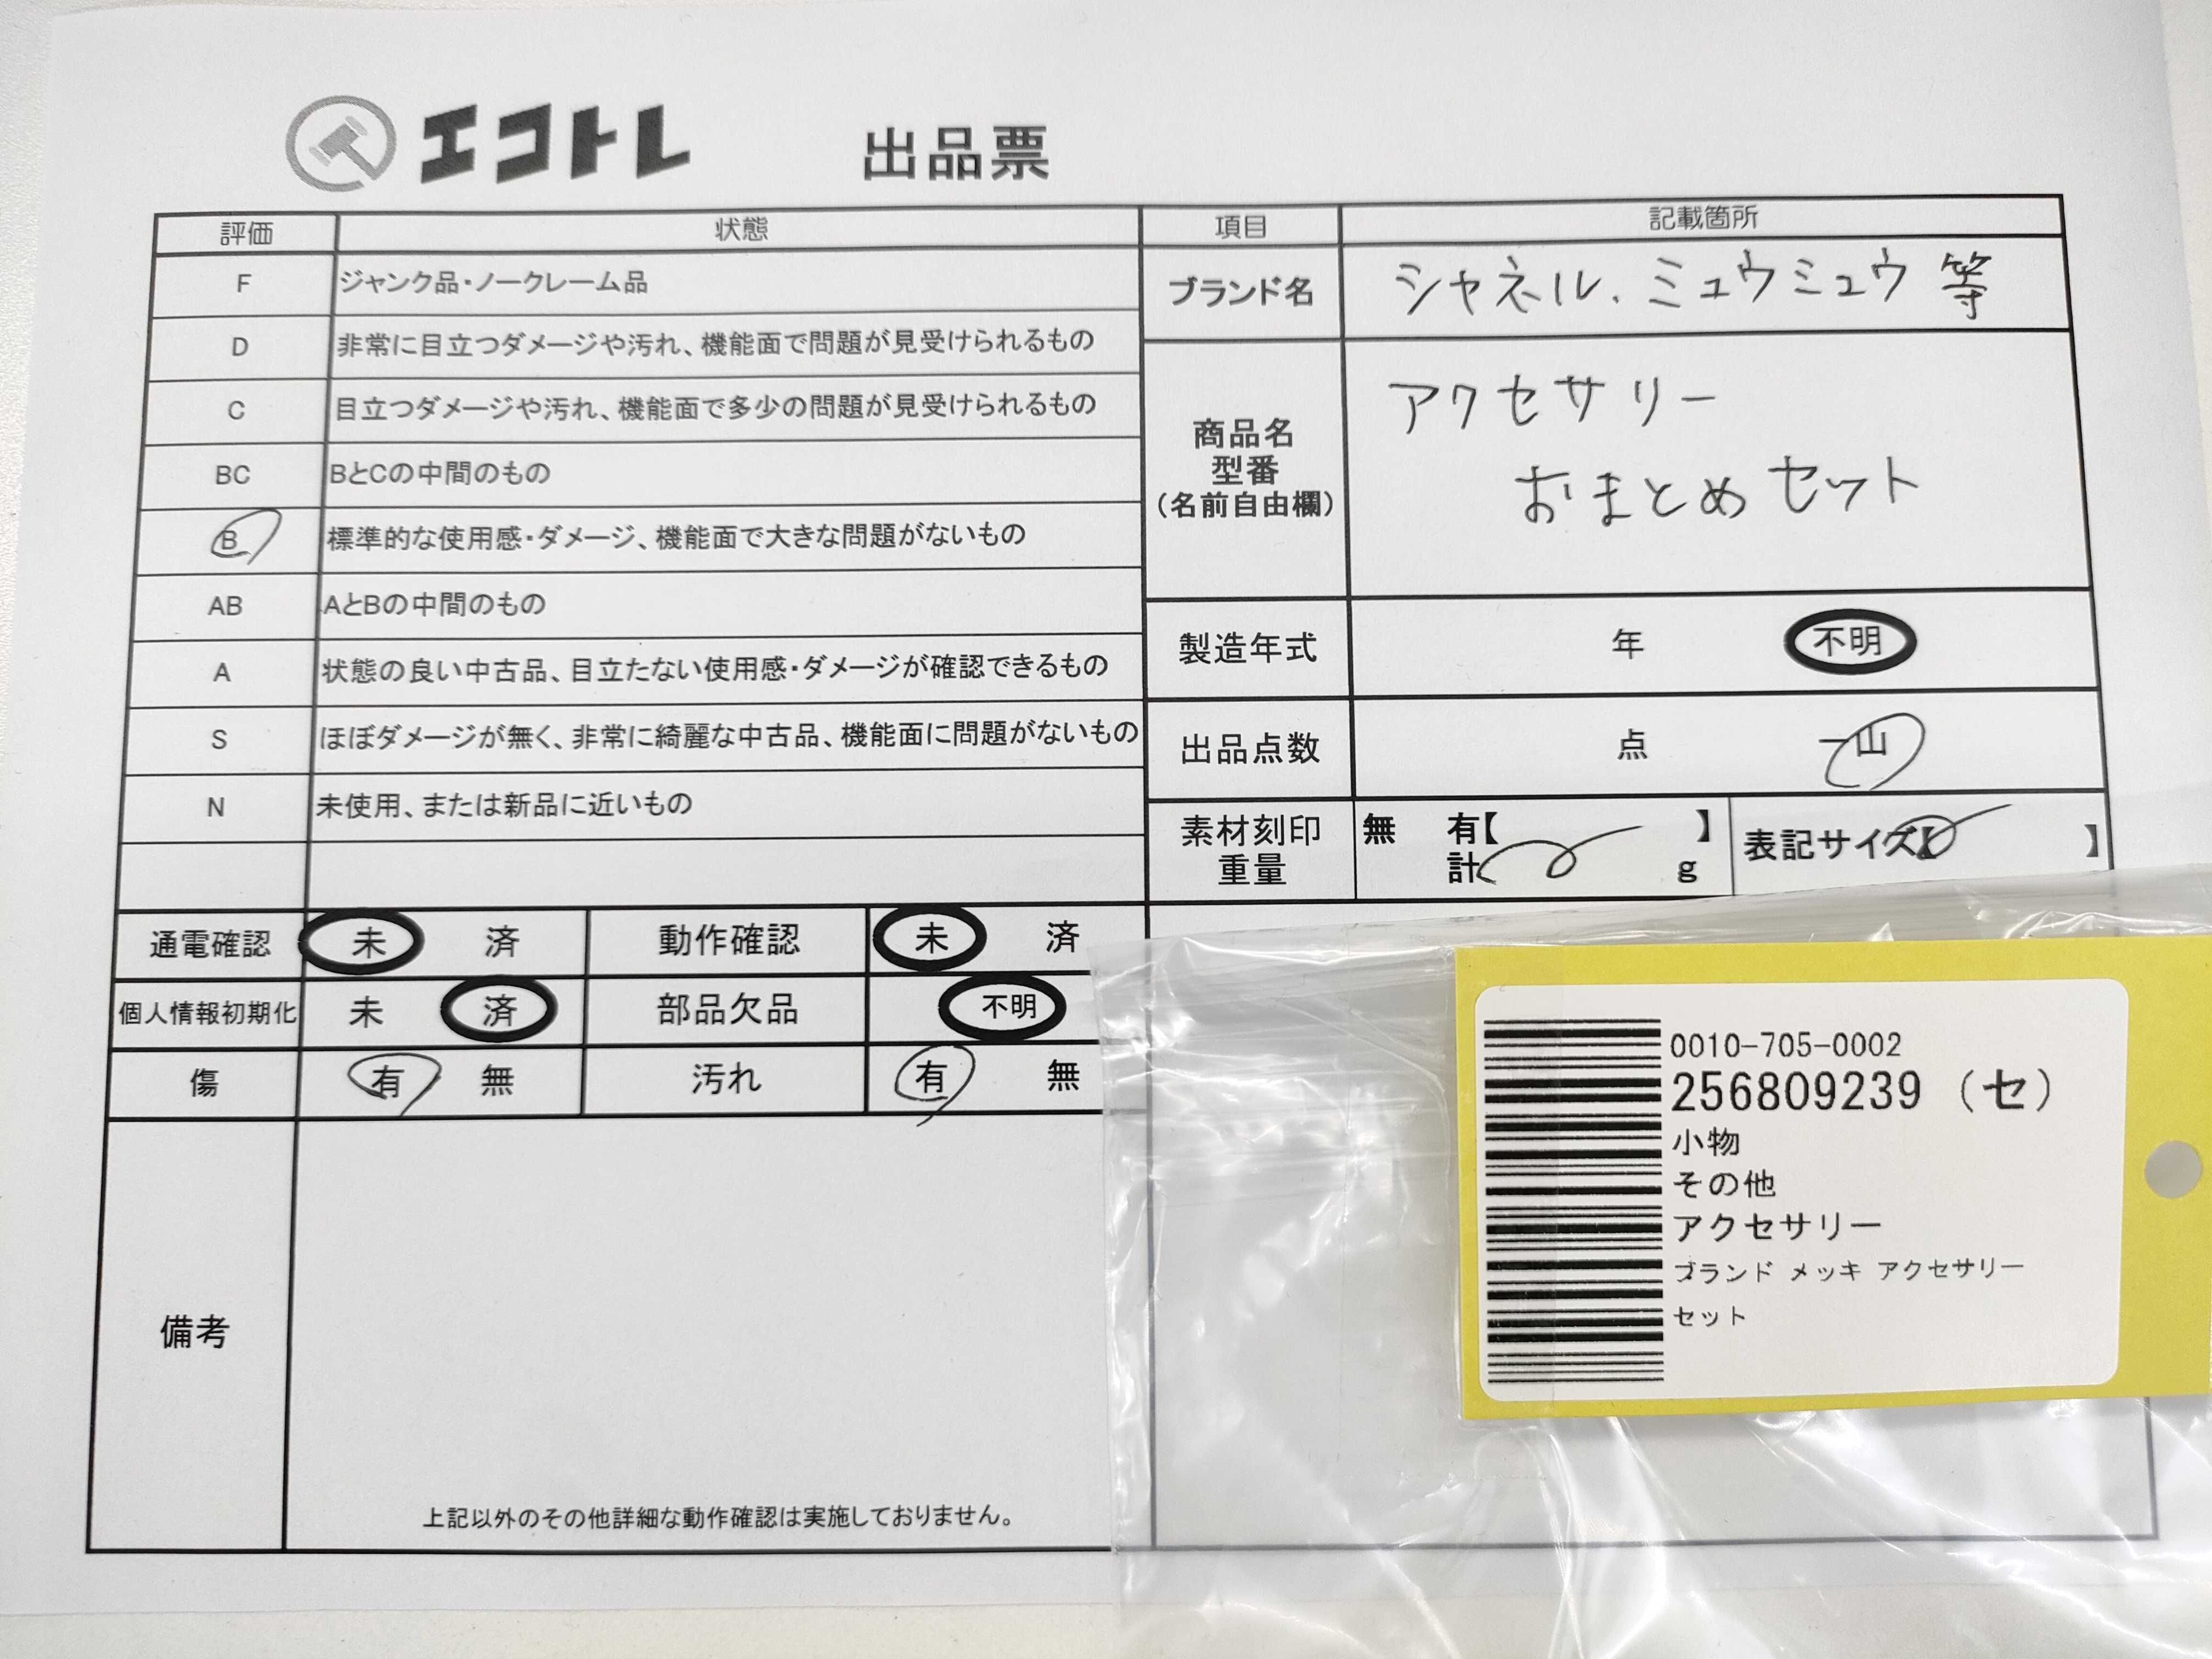 エコトレ 出品票
評価 状態 項目 記載箇所
F ジャンク品・ノークレーム品
D 非常に目立つダメージや汚れ、機能面で問題が見受けられるもの
C 目立つダメージや汚れ、機能面で多少の問題が見受けられるもの
BC BとCの中間のもの
B 標準的な使用感・ダメージ、機能面で大きな問題がないもの
AB AとBの中間のもの
A 状態の良い中古品、目立たない使用感・ダメージが確認できるもの
S ほぼダメージが無く、非常に綺麗な中古品、機能面に問題がないもの
N 未使用、または新品に近いもの
ブランド名 シャネル、ミュウミュウ 等
商品名
型番
(名前自由欄)
アクセサリー
おまとめセット
製造年式 年 不明
出品点数 点 一山
素材刻印 無 有【 】 表記サイズ【 】
重量 計 g
通電確認 未 済 動作確認 未 済
個人情報初期化 未 済 部品欠品 不明
傷 有 無 汚れ 有 無
備考
上記以外のその他詳細な動作確認は実施しておりません。
0010-705-0002
256809239 (セ)
小物
その他
アクセサリー
ブランド メッキ アクセサリー
セット